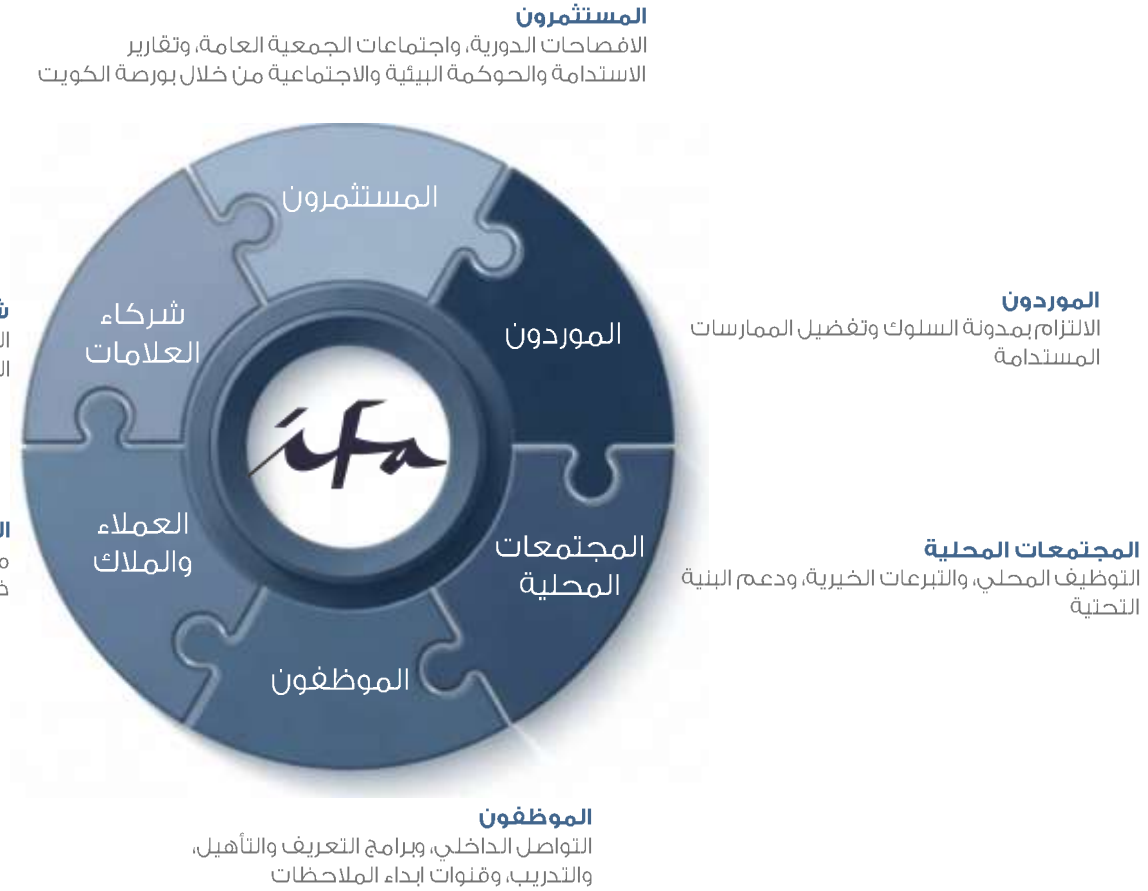 المستثمرون
الافصاحات الدورية، واجتماعات الجمعية العامة، وتقارير
الاستدامة والحوكمة البيئية والاجتماعية من خلال بورصة الكويت
المستثمرون
شركاء
العلامات
الموردون
الموردون
الالتزام بمدونة السلوك وتفضيل الممارسات
المستدامة
ifa
العملاء
والملاك
المجتمعات
المحلية
المجتمعات المحلية
التوظيف المحلي، والتبرعات الخيرية، ودعم البنية
التحتية
الموظفون
الموظفون
التواصل الداخلي، وبرامج التعريف والتأهيل،
والتدريب، وقنوات ابداء الملاحظات